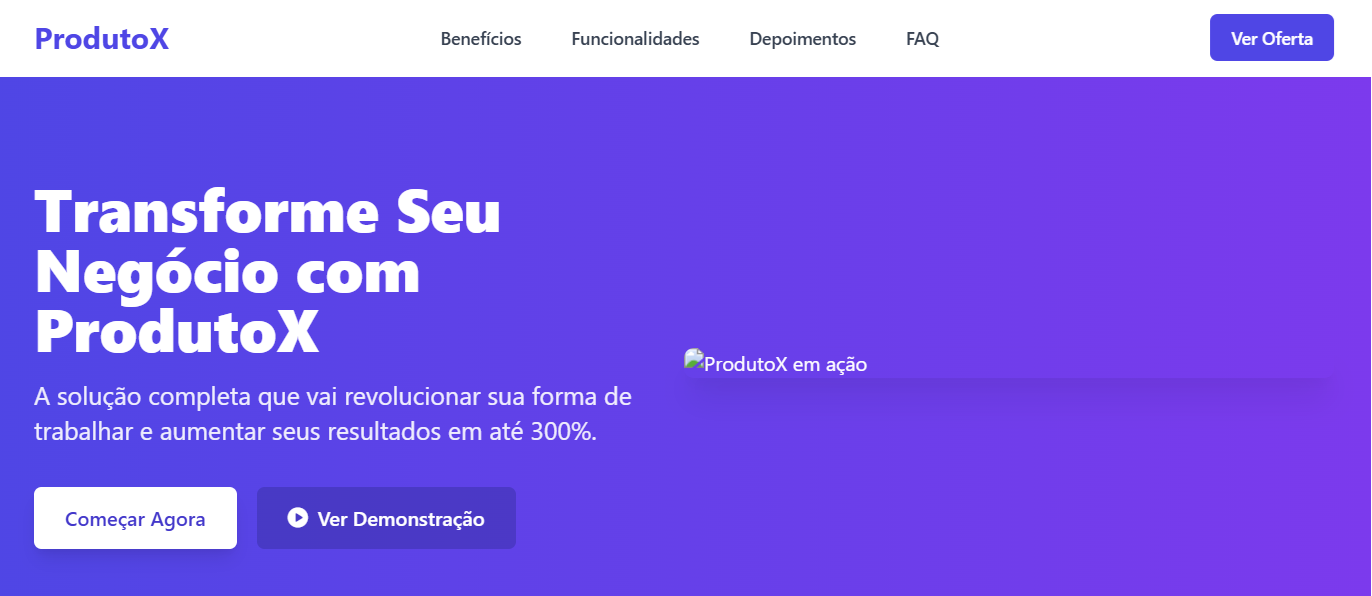 ProdutoX
Benefícios
Funcionalidades
Depoimentos
FAQ
Ver Oferta
Transforme Seu
Negócio com
ProdutoX
A solução completa que vai revolucionar sua forma de
trabalhar e aumentar seus resultados em até 300%.
Começar Agora
Ver Demonstração
ProdutoX em ação